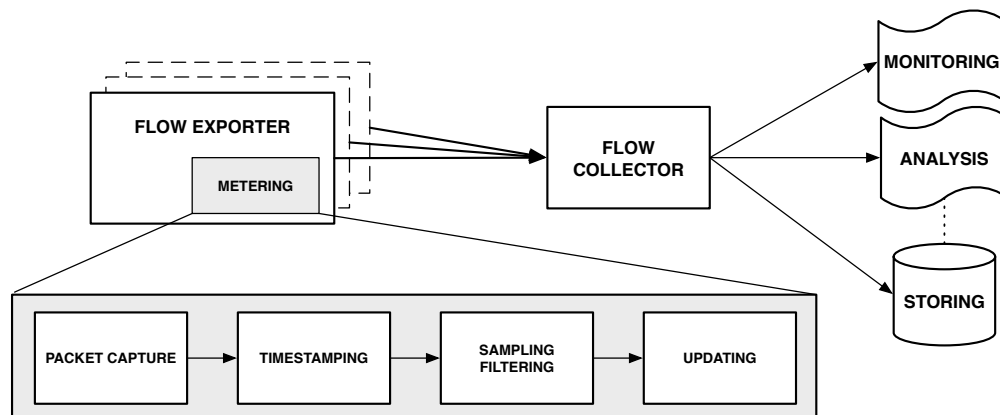 MONITORING
FLOW EXPORTER
METERING
FLOW
COLLECTOR
ANALYSIS
STORING
PACKET CAPTURE
TIMESTAMPING
SAMPLING
FILTERING
UPDATING